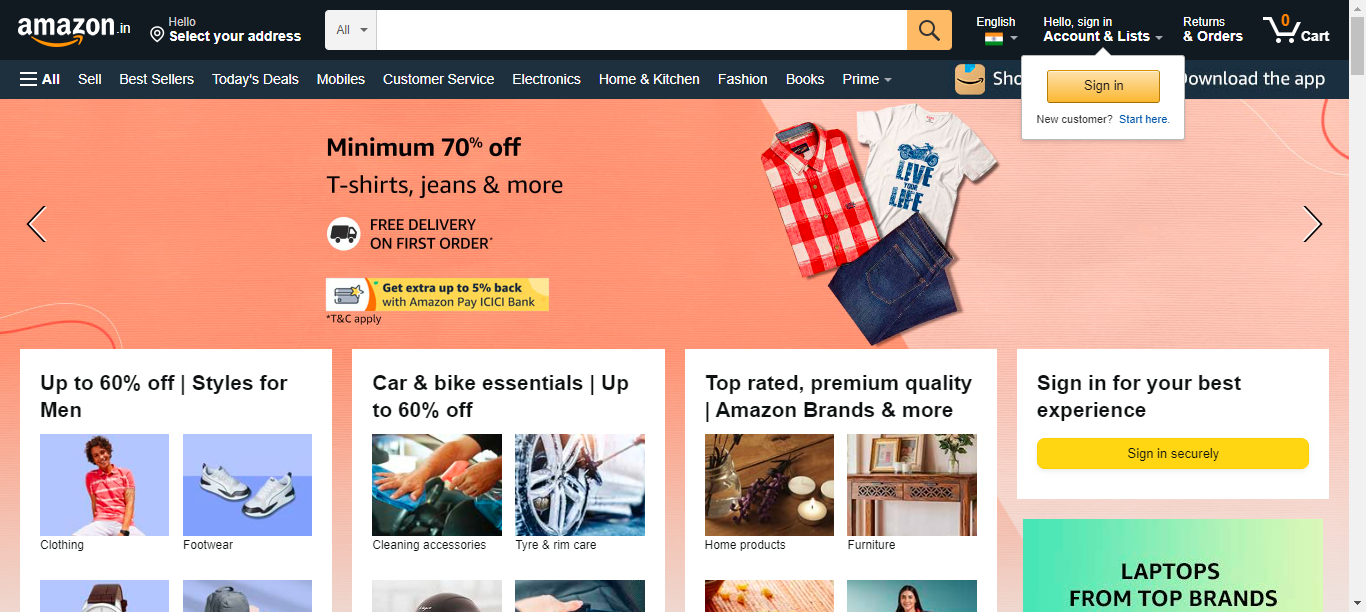 amazon.in
Hello
Select your address
All
English
Hello, sign in
Account & Lists
Returns
& Orders
0
Cart
All
Sell
Best Sellers
Today's Deals
Mobiles
Customer Service
Electronics
Home & Kitchen
Fashion
Books
Prime
Download the app
Sign in
New customer? Start here.
Minimum 70% off
T-shirts, jeans & more
FREE DELIVERY
ON FIRST ORDER*
Get extra up to 5% back
with Amazon Pay ICICI Bank
*T&C apply
LIVE
YOUR
LIFE
Up to 60% off | Styles for
Men
Clothing
Footwear
Car & bike essentials | Up
to 60% off
Cleaning accessories
Tyre & rim care
Top rated, premium quality
| Amazon Brands & more
Home products
Furniture
Sign in for your best
experience
Sign in securely
LAPTOPS
FROM TOP BRANDS